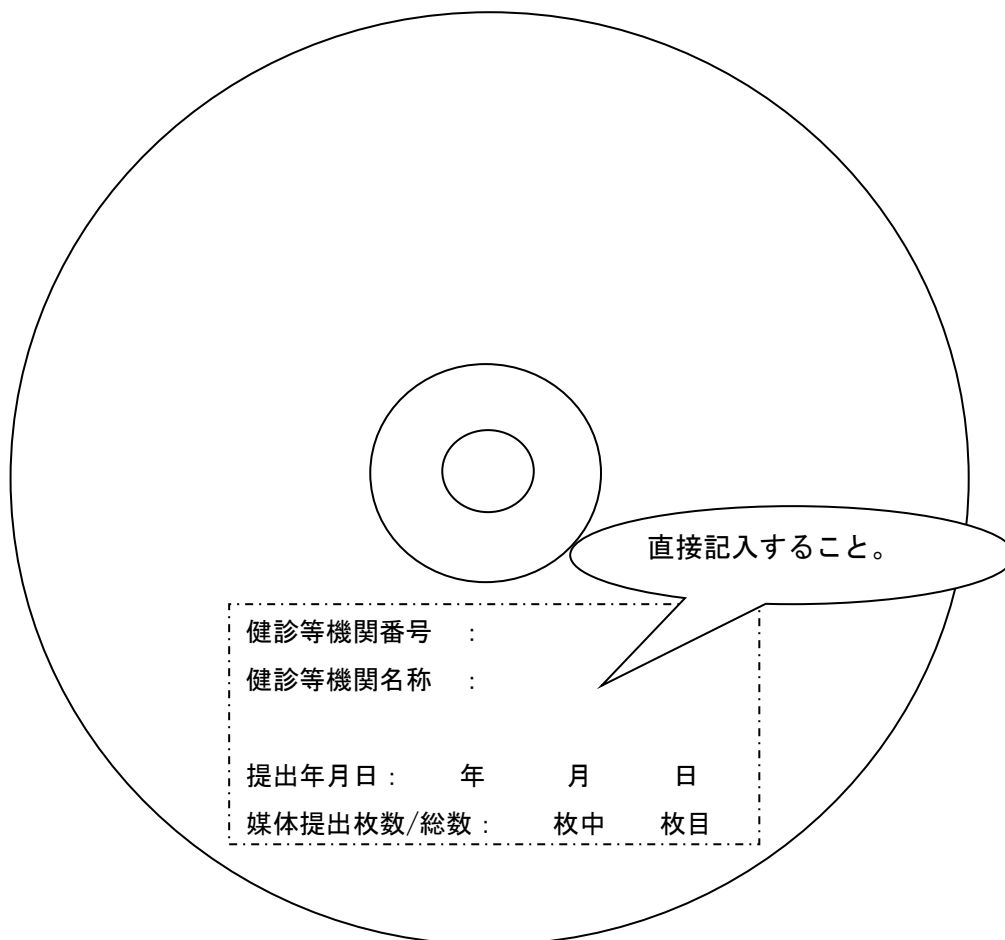 直接記入すること。
健診等機関番号　：
健診等機関名称　：
提出年月日：　　年　　　月　　　日
媒体提出枚数/総数：　　枚中　　枚目